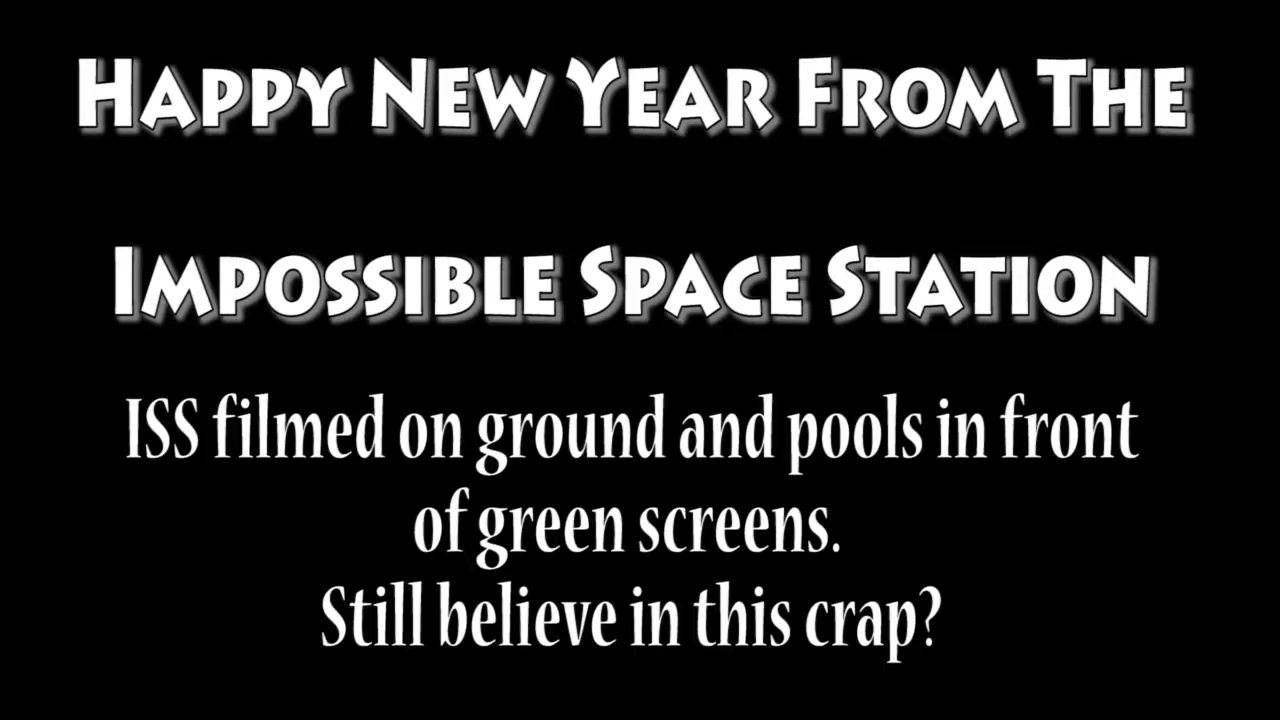 Happy New Year From The
Impossible Space Station
ISS filmed on ground and pools in front
of green screens.
Still believe in this crap?